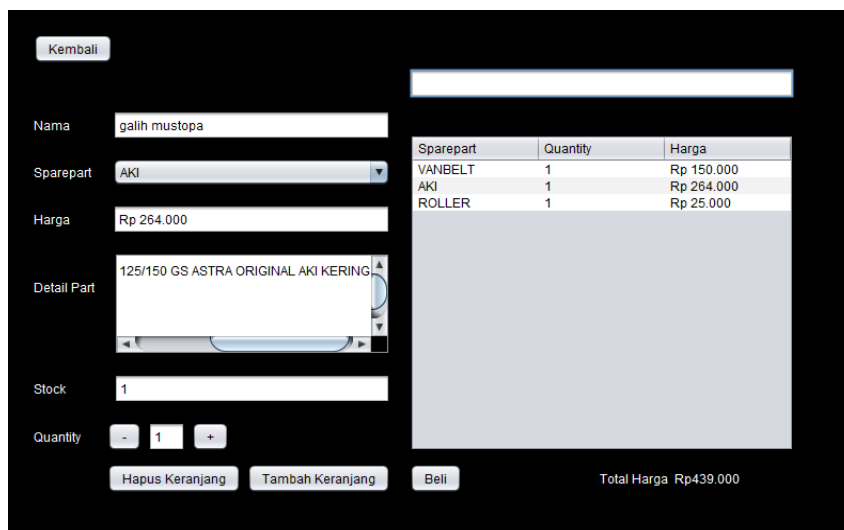 Kembali
Nama galih mustopa
Sparepart AKI
Harga Rp 264.000
Detail Part 125/150 GS ASTRA ORIGINAL AKI KERING
Stock 1
Quantity - 1 +
Hapus Keranjang Tambah Keranjang
Sparepart Quantity Harga
VANBELT 1 Rp 150.000
AKI 1 Rp 264.000
ROLLER 1 Rp 25.000
Beli Total Harga Rp439.000